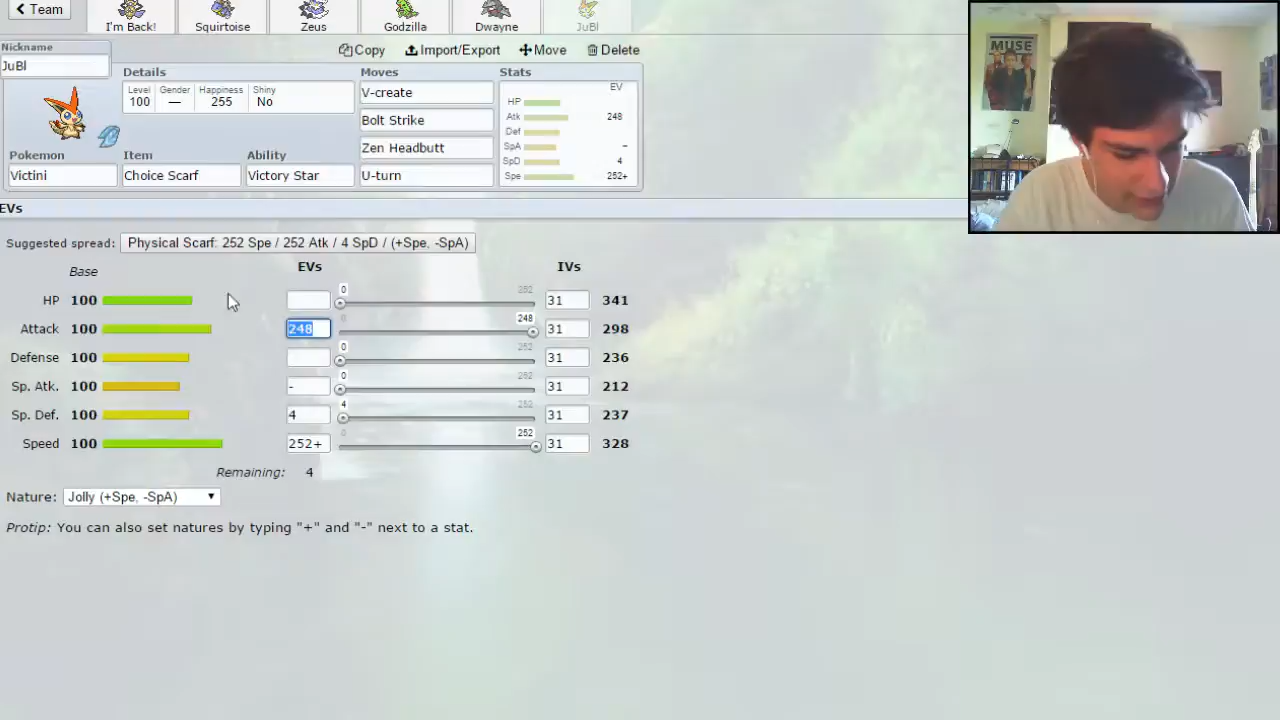 < Team
I'm Back!
Squirtoise
Zeus
Godzilla
Dwayne
JuBl
Nickname
JuBl
Copy
Import/Export
Move
Delete
Details
Level
100
Gender
—
Happiness
255
Shiny
No
Pokemon
Victini
Item
Choice Scarf
Ability
Victory Star
Moves
V-create
Bolt Strike
Zen Headbutt
U-turn
Stats
EV
HP
Atk 248
Def
SpA –
SpD 4
Spe 252+
MUSE
EVs
Suggested spread: Physical Scarf: 252 Spe / 252 Atk / 4 SpD / (+Spe, -SpA)
Base EVs IVs
HP 100 0 252 31 341
Attack 100 248 0 248 31 298
Defense 100 0 252 31 236
Sp. Atk. 100 - 0 252 31 212
Sp. Def. 100 4 4 252 31 237
Speed 100 252+ 0 252 31 328
Remaining: 4
Nature: Jolly (+Spe, -SpA)
Protip: You can also set natures by typing "+" and "-" next to a stat.